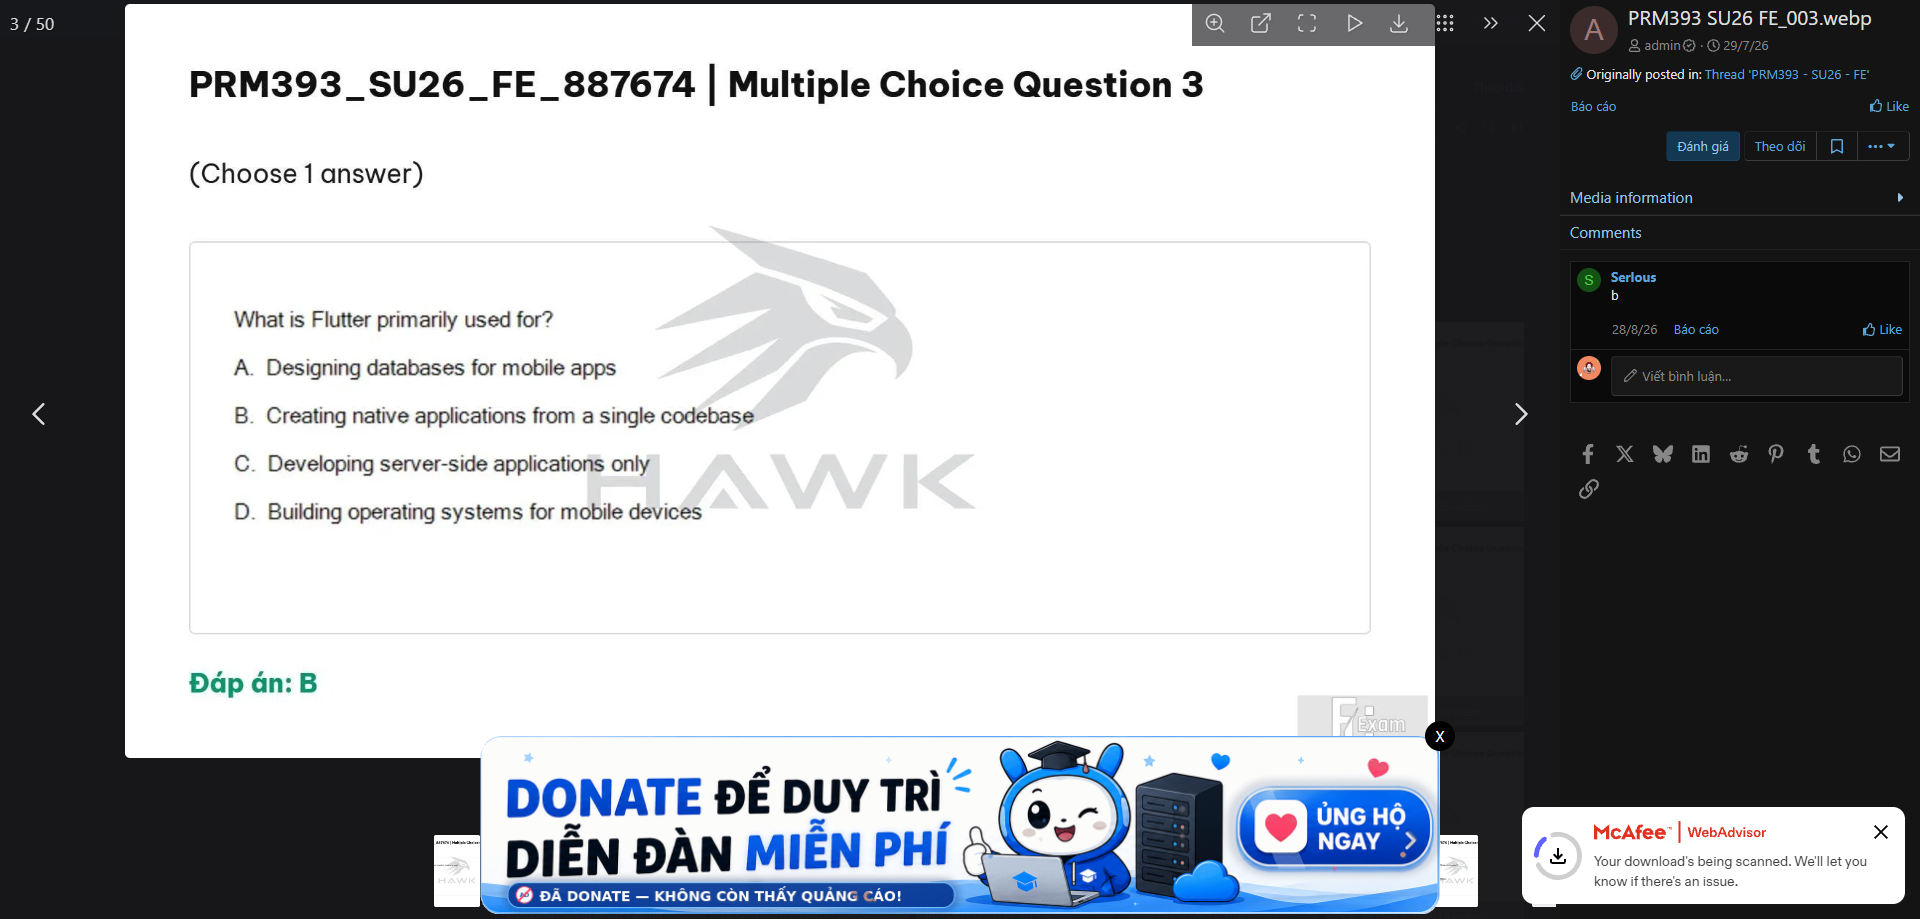 3 / 50
PRM393_SU26_FE_887674 | Multiple Choice Question 3
(Choose 1 answer)
What is Flutter primarily used for?
A. Designing databases for mobile apps
B. Creating native applications from a single codebase
C. Developing server-side applications only
D. Building operating systems for mobile devices
HAWK
Đáp án: B
Exam
DONATE ĐỂ DUY TRÌ
DIỄN ĐÀN MIỄN PHÍ
ĐÃ DONATE — KHÔNG CÒN THẤY QUẢNG CÁO!
ỦNG HỘ
NGAY
X
A
PRM393 SU26 FE_003.webp
admin · 29/7/26
Originally posted in: Thread 'PRM393 - SU26 - FE'
Báo cáo
Like
Đánh giá
Theo dõi
Media information
Comments
S
Serlous
b
28/8/26
Báo cáo
Like
Viết bình luận...
McAfee™ | WebAdvisor
Your download's being scanned. We'll let you
know if there's an issue.